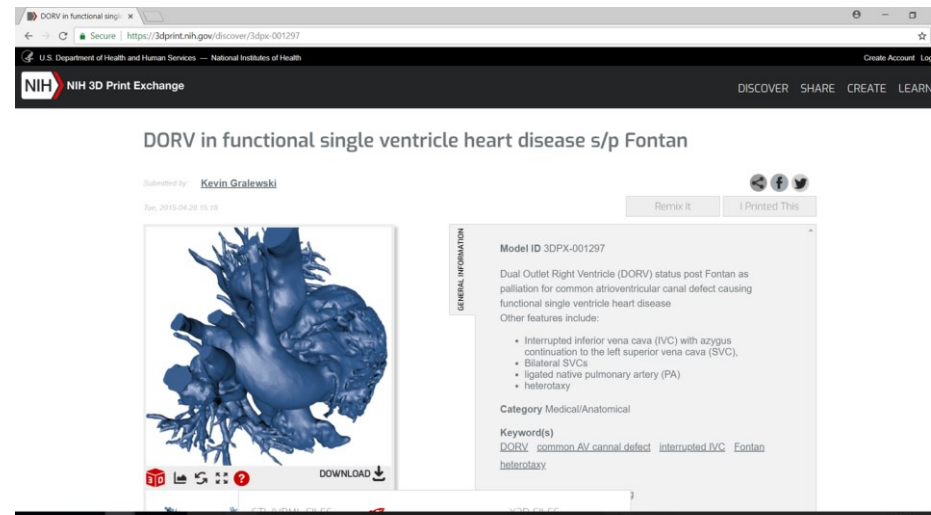 DORV in functional singl
Secure | https://3dprint.nih.gov/discover/3dpx-001297
U.S. Department of Health and Human Services — National Institutes of Health
Create Account Log
NIH NIH 3D Print Exchange
DISCOVER SHARE CREATE LEARN
DORV in functional single ventricle heart disease s/p Fontan
Submitted by: Kevin Gralewski
Tue, 2015-04-28 15:18
Remix It
I Printed This
GENERAL INFORMATION
Model ID 3DPX-001297
Dual Outlet Right Ventricle (DORV) status post Fontan as
palliation for common atrioventricular canal defect causing
functional single ventricle heart disease
Other features include:
Interrupted inferior vena cava (IVC) with azygus
continuation to the left superior vena cava (SVC),
Bilateral SVCs
ligated native pulmonary artery (PA)
heterotaxy
Category Medical/Anatomical
Keyword(s)
DORV common AV cannal defect interrupted IVC Fontan
heterotaxy
3D
?
DOWNLOAD